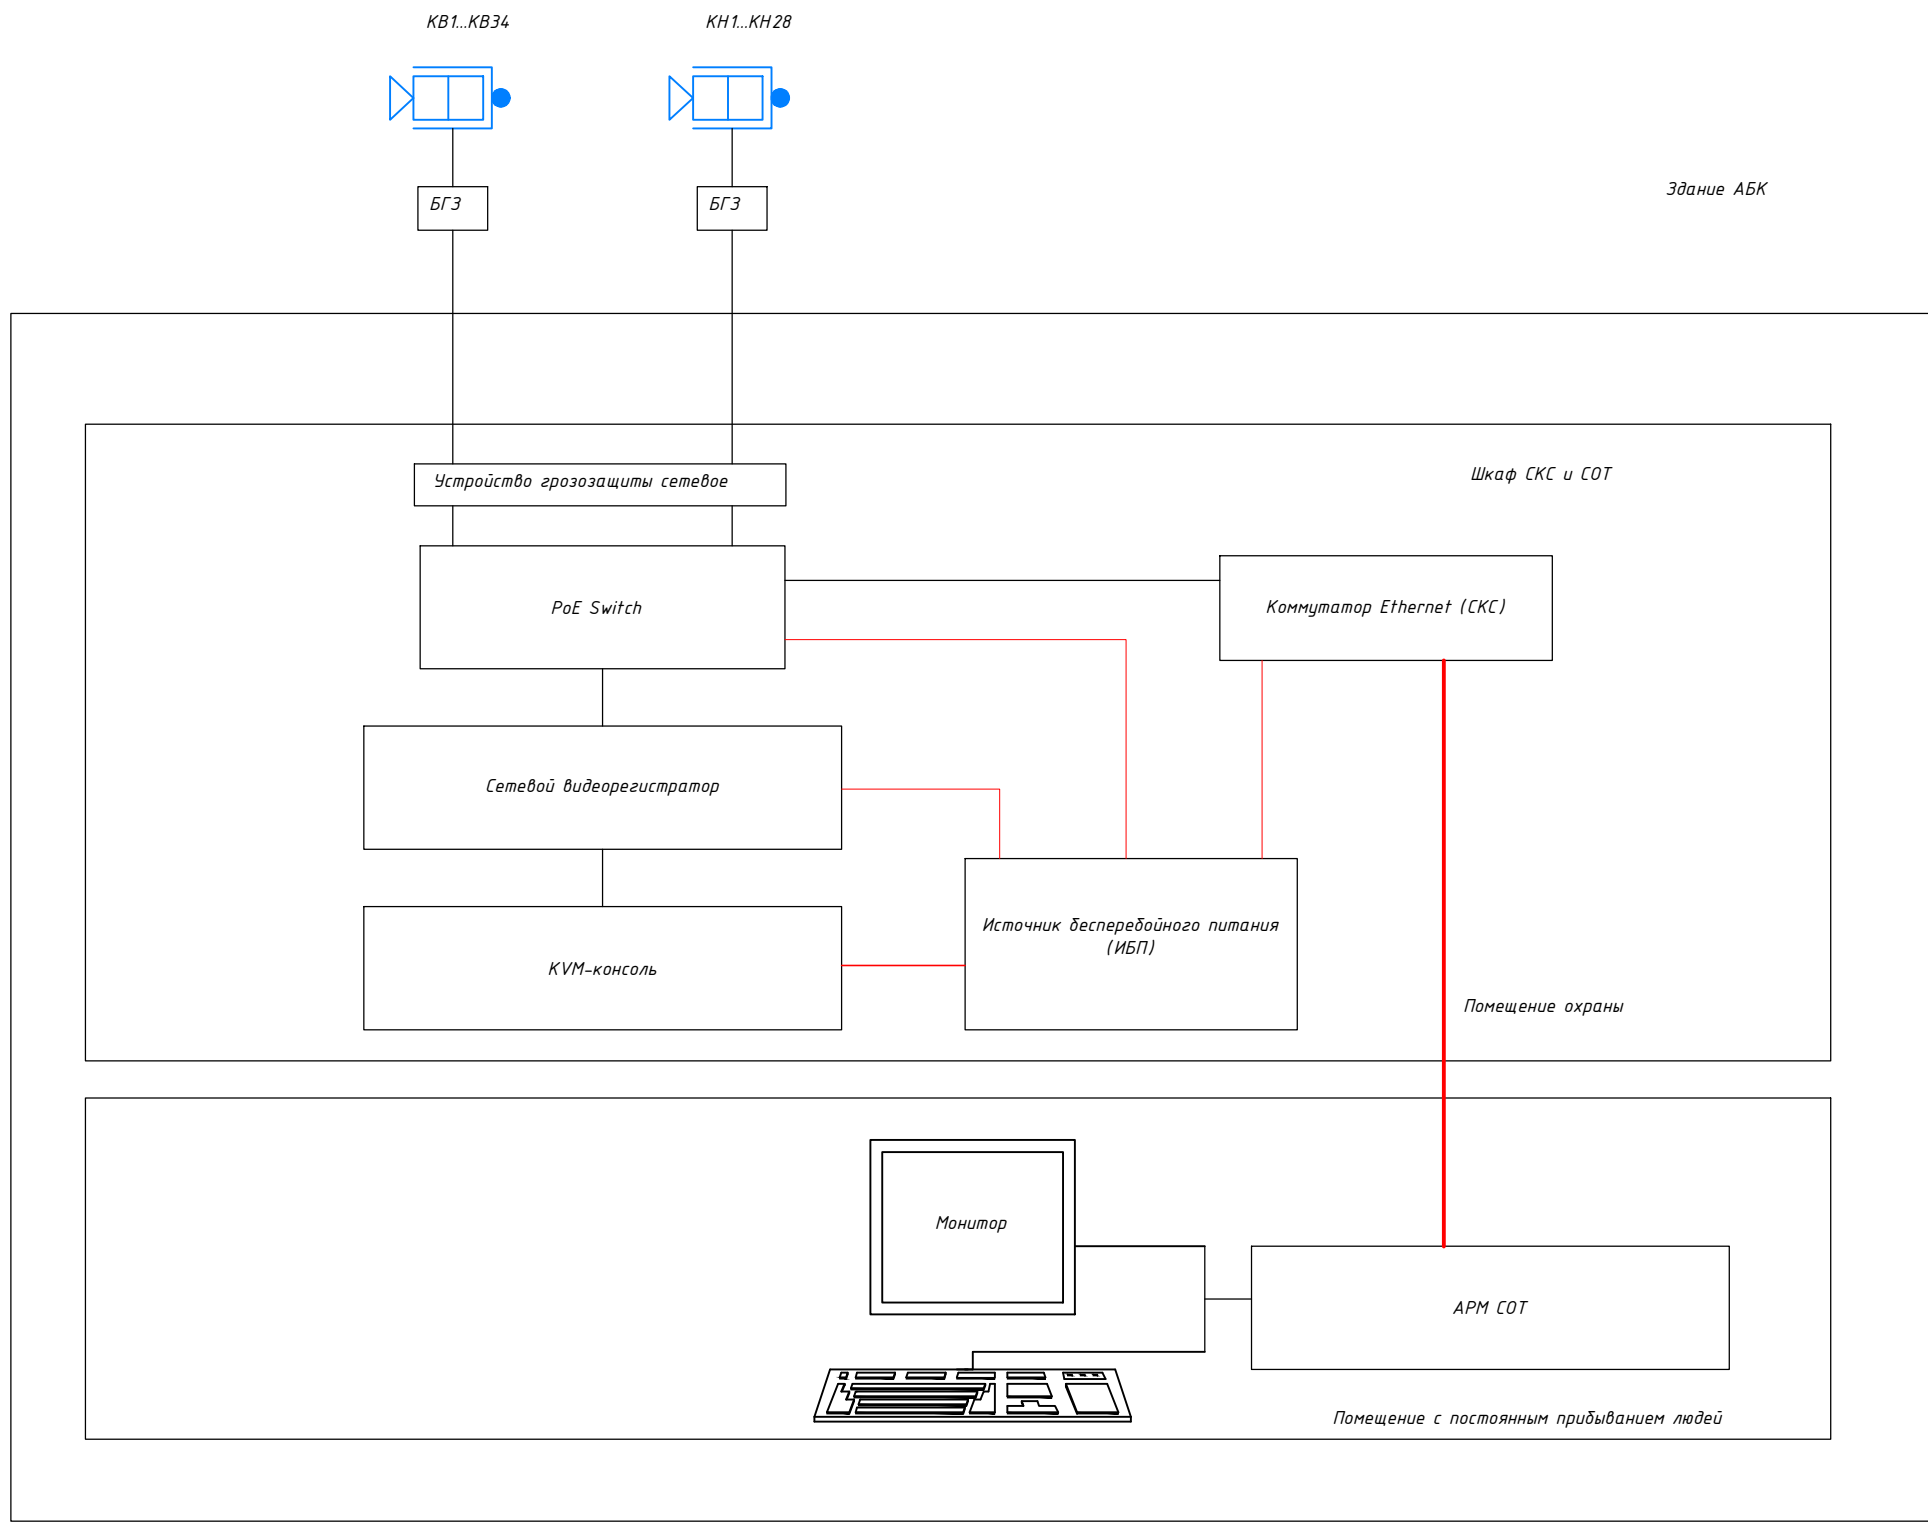 КВ1...КВ34
КН1...КН28
Здание АБК
БГЗ
БГЗ
Шкаф СКС и СОТ
Устройство грозозащиты сетевое
PoE Switch
Коммутатор Ethernet (СКС)
Сетевой видеорегистратор
Источник бесперебойного питания
(ИБП)
KVM-консоль
Помещение охраны
Монитор
АРМ СОТ
Помещение с постоянным прибыванием людей